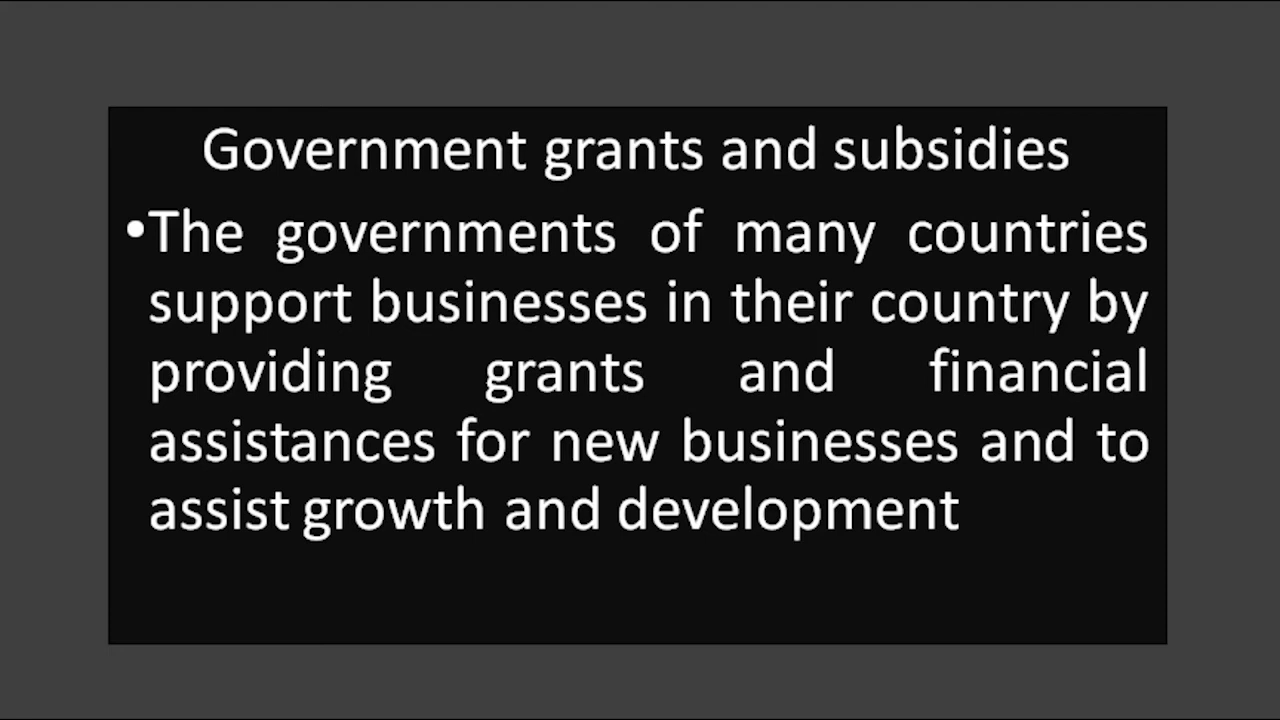 Government grants and subsidies
•The governments of many countries
support businesses in their country by
providing grants and financial
assistances for new businesses and to
assist growth and development